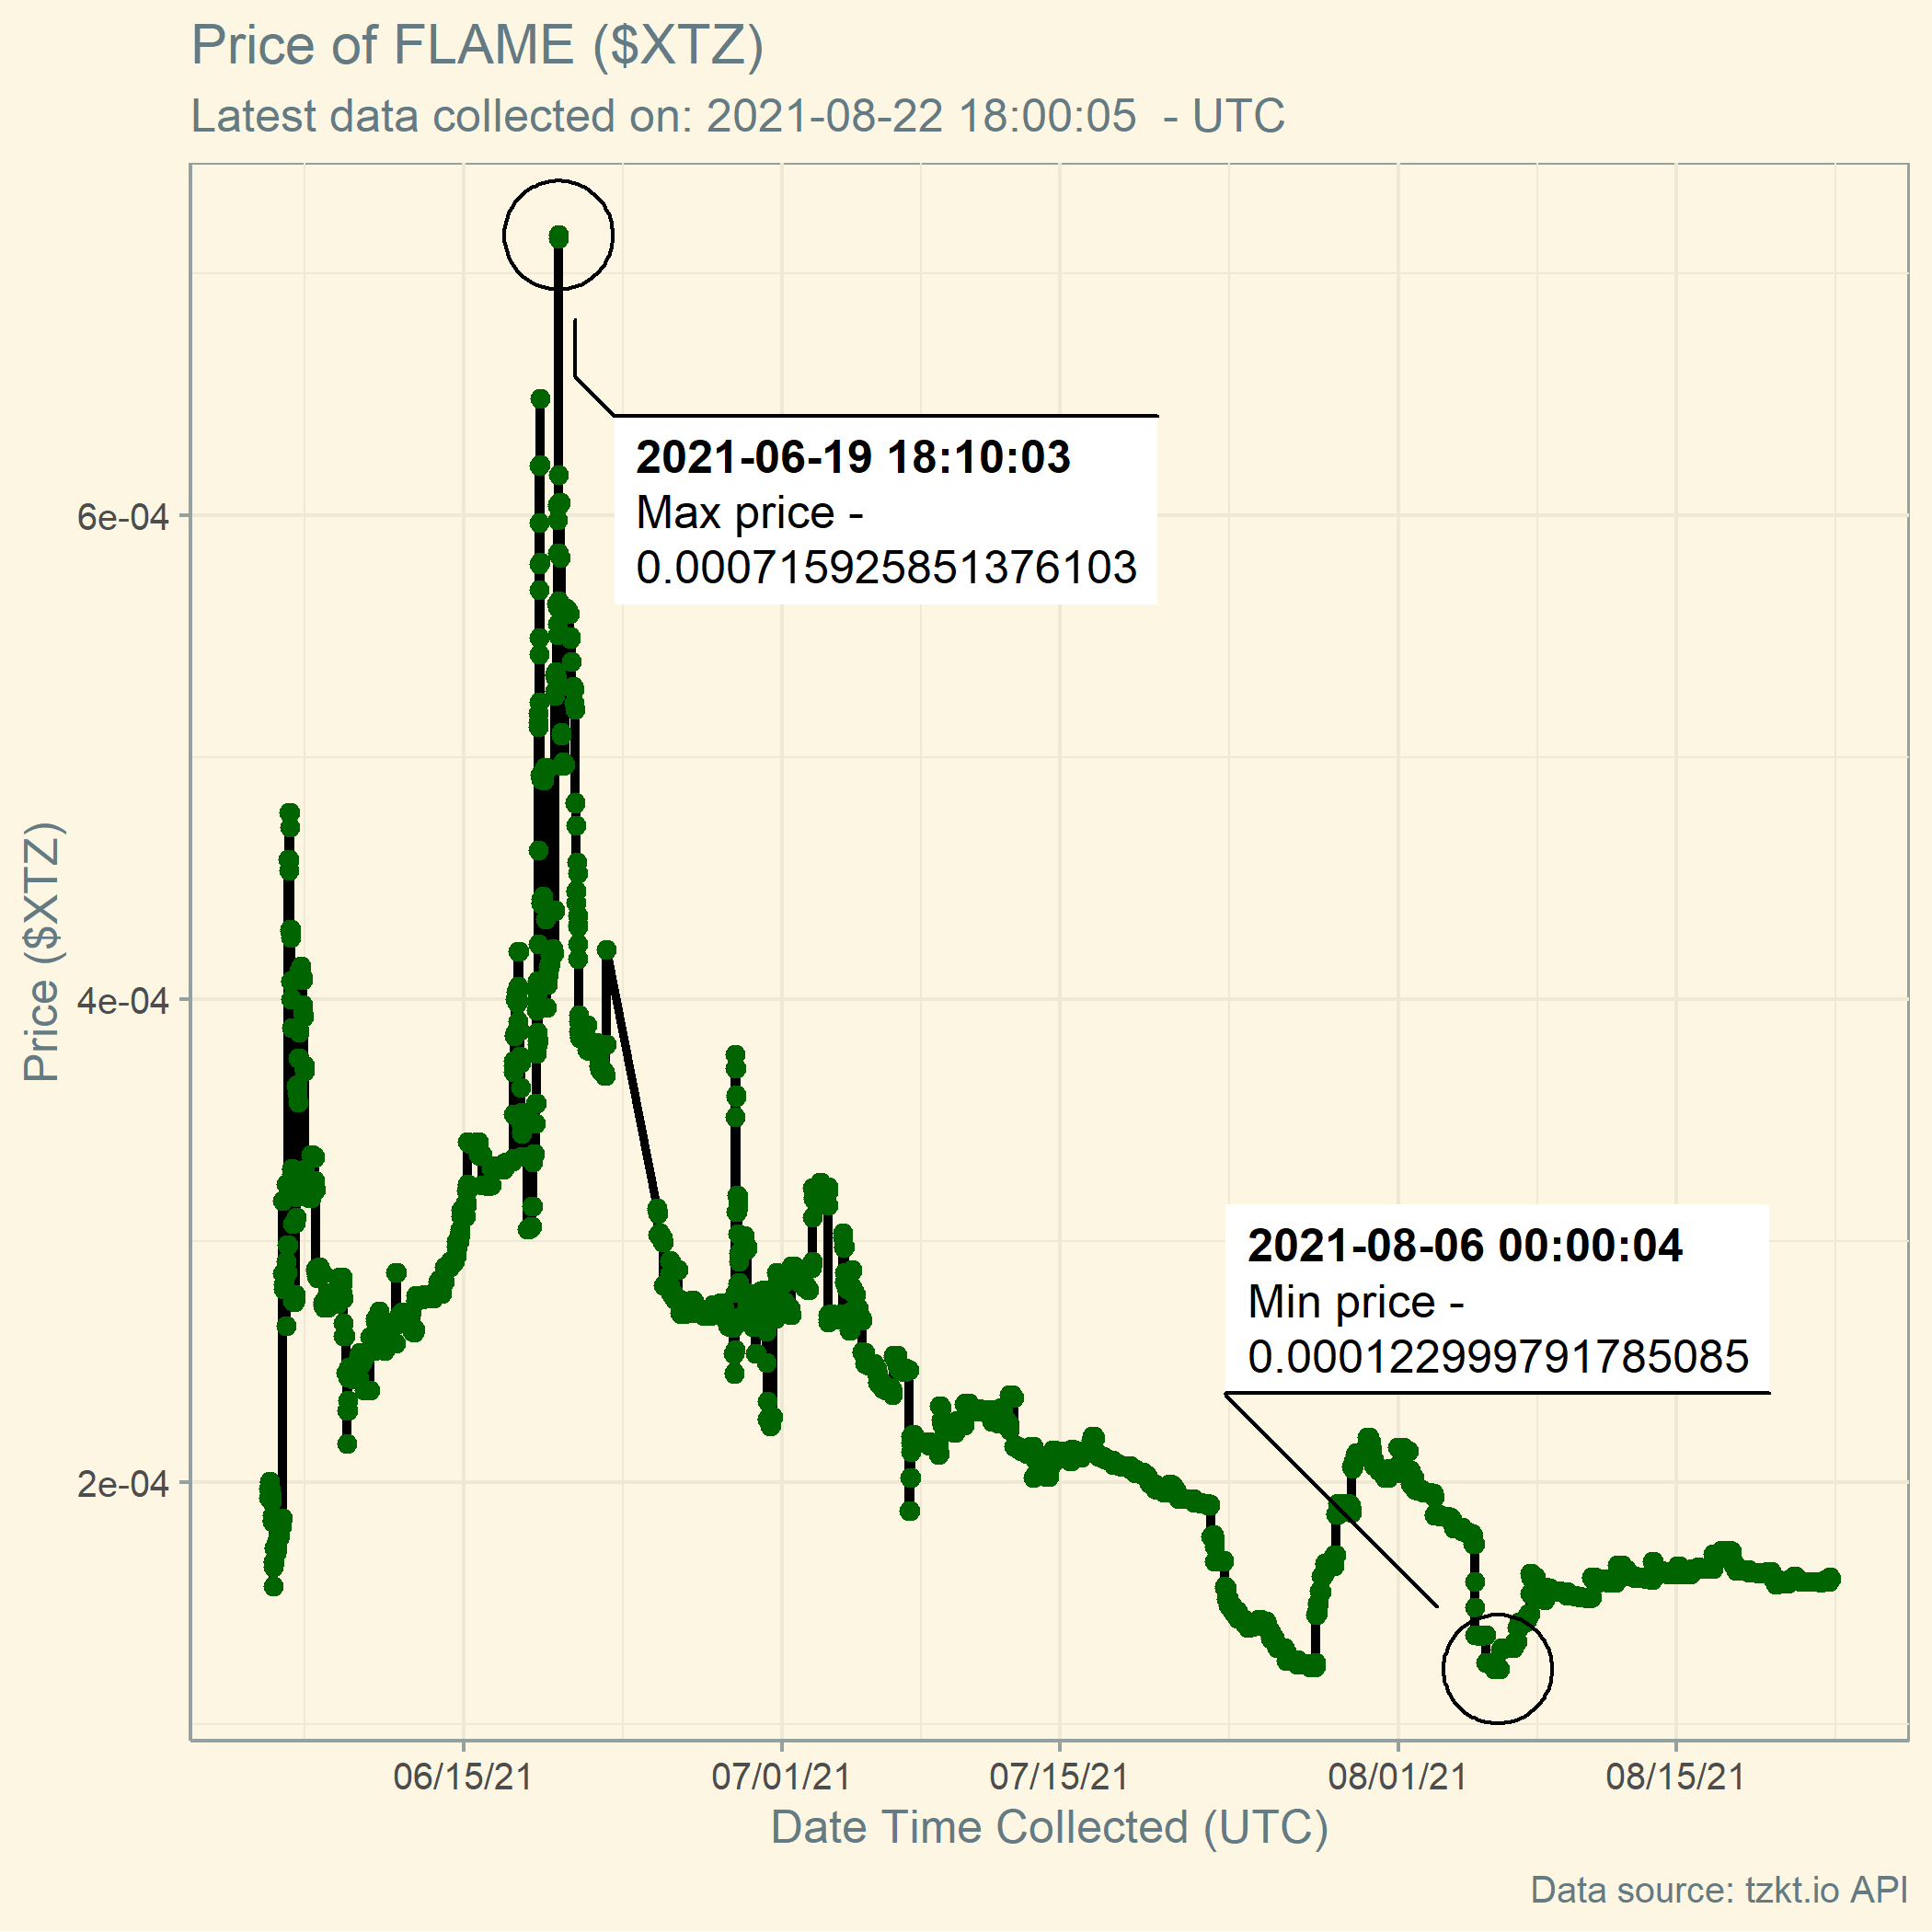 Price of FLAME ($XTZ)
Latest data collected on: 2021-08-22 18:00:05  - UTC
2021-06-19 18:10:03
Max price -
0.000715925851376103
6e-04
4e-04
2e-04
Price ($XTZ)
2021-08-06 00:00:04
Min price -
0.000122999791785085
06/15/21
07/01/21
07/15/21
08/01/21
08/15/21
Date Time Collected (UTC)
Data source: tzkt.io API